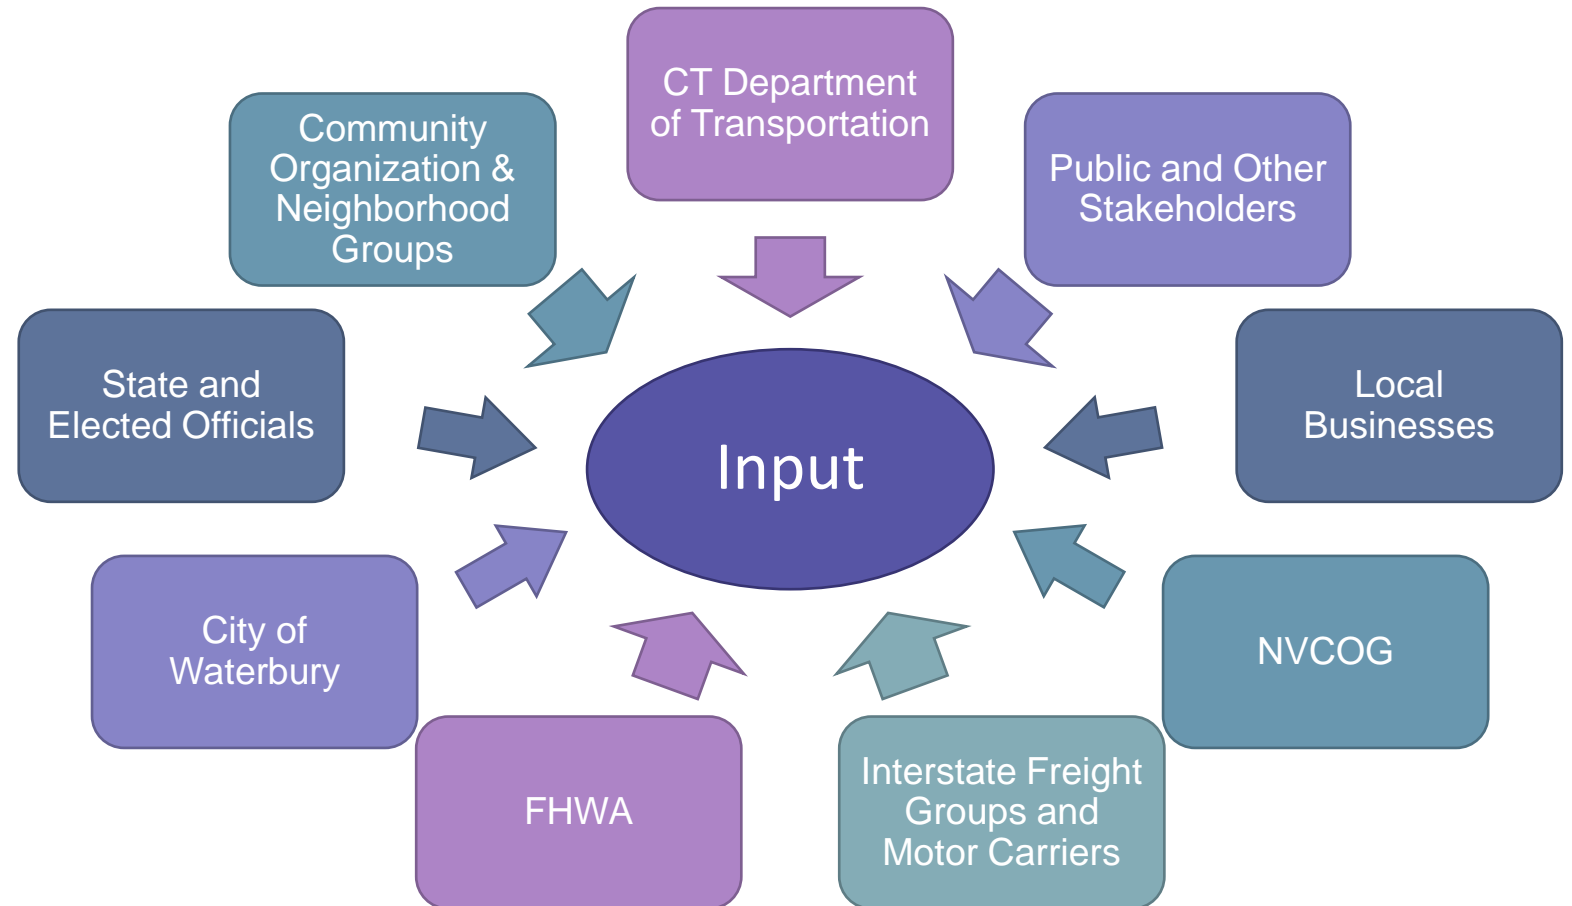 CT Department
of Transportation
Community
Organization &
Neighborhood
Groups
Public and Other
Stakeholders
State and
Elected Officials
Local
Businesses
Input
City of
Waterbury
NVCOG
FHWA
Interstate Freight
Groups and
Motor Carriers